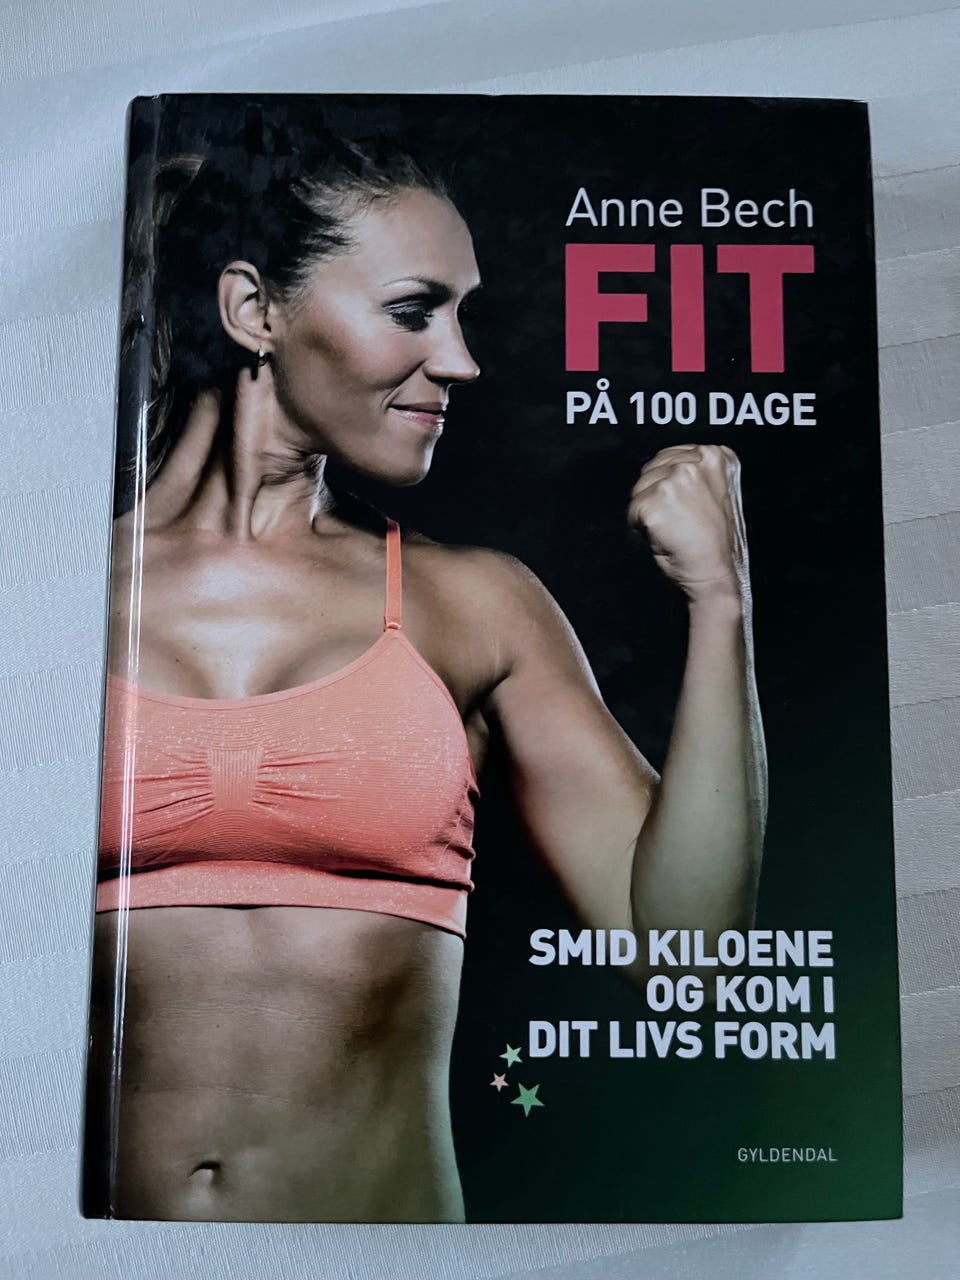 Anne Bech
FIT
PÅ 100 DAGE
SMID KILOENE
OG KOM I
DIT LIVS FORM
GYLDENDAL